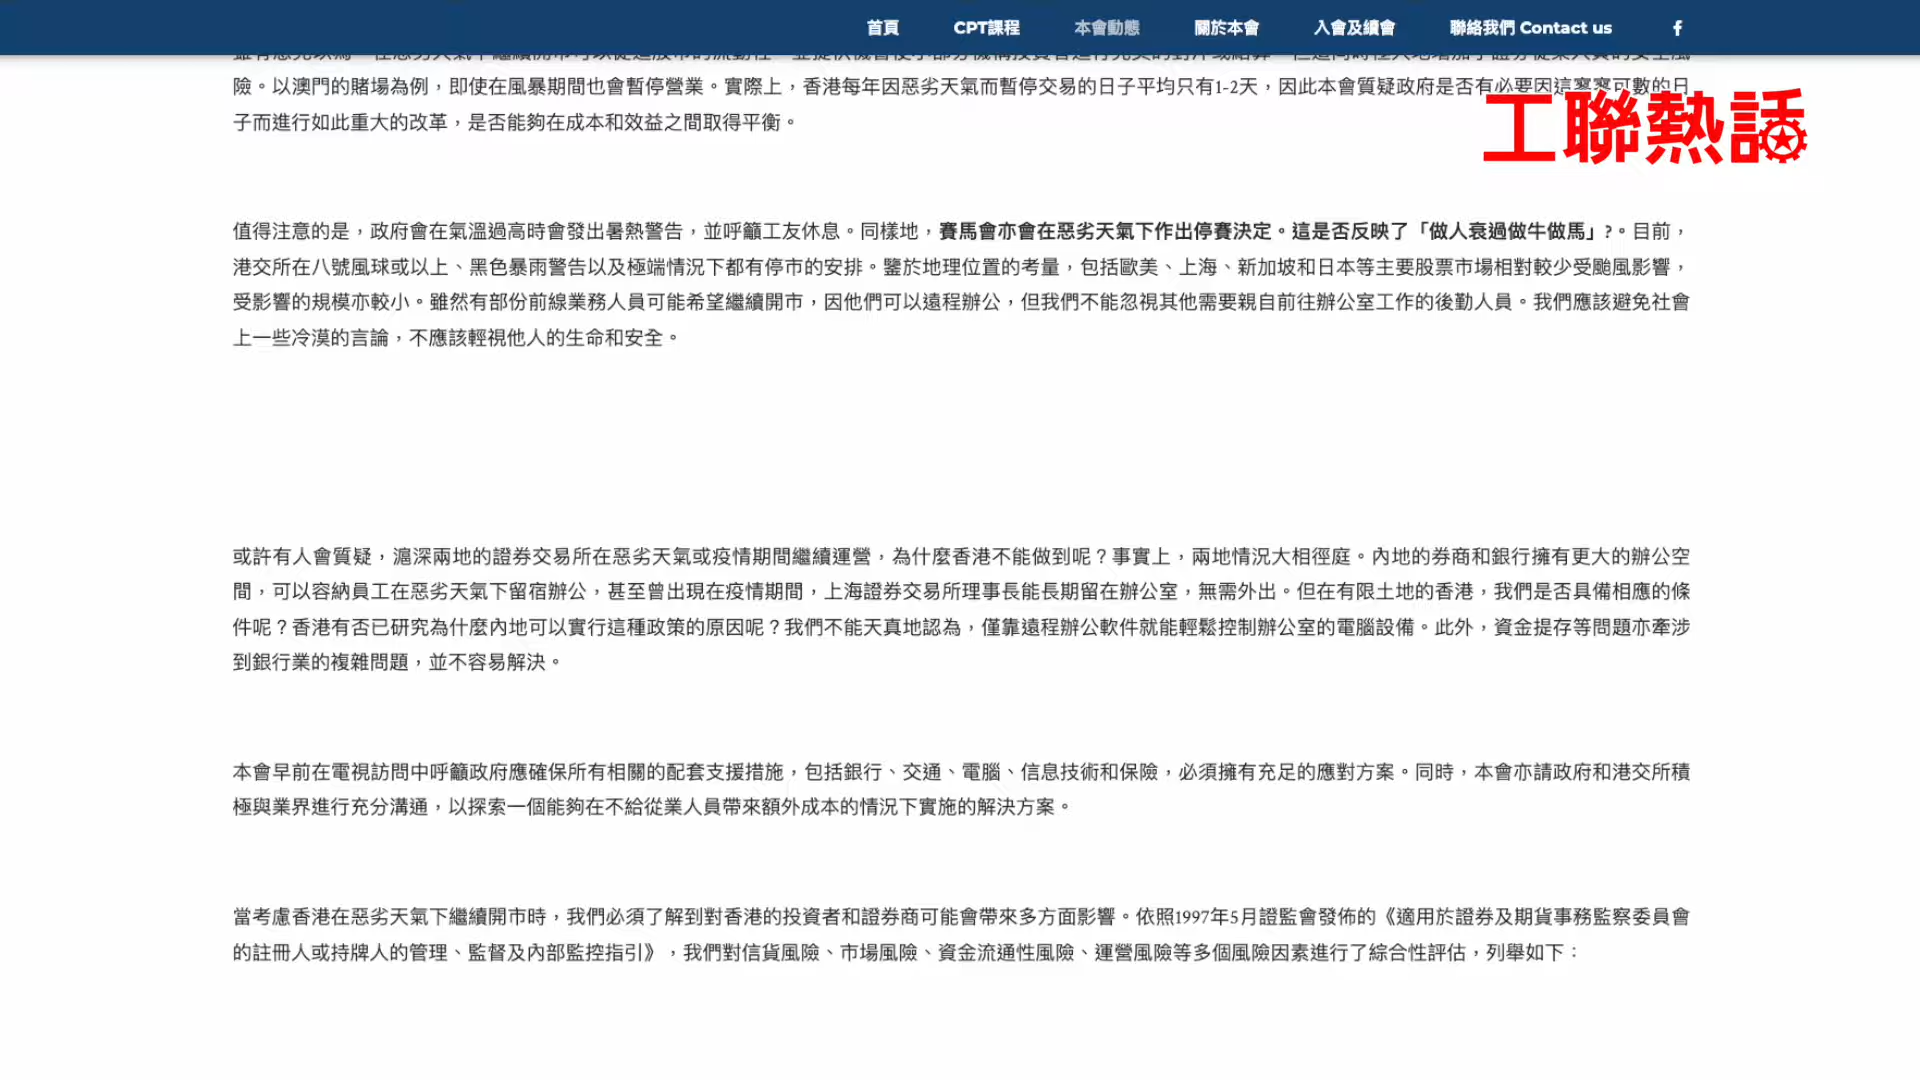 首頁 CPT課程 本會動態 關於本會 入會及續會 聯絡我們 Contact us
險。以澳門的賭場為例，即使在風暴期間也會暫停營業。實際上，香港每年因惡劣天氣而暫停交易的日子平均只有1-2天，因此本會質疑政府是否有必要因這寥寥可數的日
子而進行如此重大的改革，是否能夠在成本和效益之間取得平衡。
工聯熱話
值得注意的是，政府會在氣溫過高時會發出暑熱警告，並呼籲工友休息。同樣地，賽馬會亦會在惡劣天氣下作出停賽決定。這是否反映了「做人衰過做牛做馬」?。目前，
港交所在八號風球或以上、黑色暴雨警告以及極端情況下都有停市的安排。鑒於地理位置的考量，包括歐美、上海、新加坡和日本等主要股票市場相對較少受颱風影響，
受影響的規模亦較小。雖然有部份前線業務人員可能希望繼續開市，因他們可以遠程辦公，但我們不能忽視其他需要親自前往辦公室工作的後勤人員。我們應該避免社會
上一些冷漠的言論，不應該輕視他人的生命和安全。
或許有人會質疑，滬深兩地的證券交易所在惡劣天氣或疫情期間繼續運營，為什麼香港不能做到呢？事實上，兩地情況大相徑庭。內地的券商和銀行擁有更大的辦公空
間，可以容納員工在惡劣天氣下留宿辦公，甚至曾出現在疫情期間，上海證券交易所理事長能長期留在辦公室，無需外出。但在有限土地的香港，我們是否具備相應的條
件呢？香港有否已研究為什麼內地可以實行這種政策的原因呢？我們不能天真地認為，僅靠遠程辦公軟件就能輕鬆控制辦公室的電腦設備。此外，資金提存等問題亦牽涉
到銀行業的複雜問題，並不容易解決。
本會早前在電視訪問中呼籲政府應確保所有相關的配套支援措施，包括銀行、交通、電腦、信息技術和保險，必須擁有充足的應對方案。同時，本會亦請政府和港交所積
極與業界進行充分溝通，以探索一個能夠在不給從業人員帶來額外成本的情況下實施的解決方案。
當考慮香港在惡劣天氣下繼續開市時，我們必須了解到對香港的投資者和證券商可能會帶來多方面影響。依照1997年5月證監會發佈的《適用於證券及期貨事務監察委員會
的註冊人或持牌人的管理、監督及內部監控指引》，我們對信貨風險、市場風險、資金流通性風險、運營風險等多個風險因素進行了綜合性評估，列舉如下：